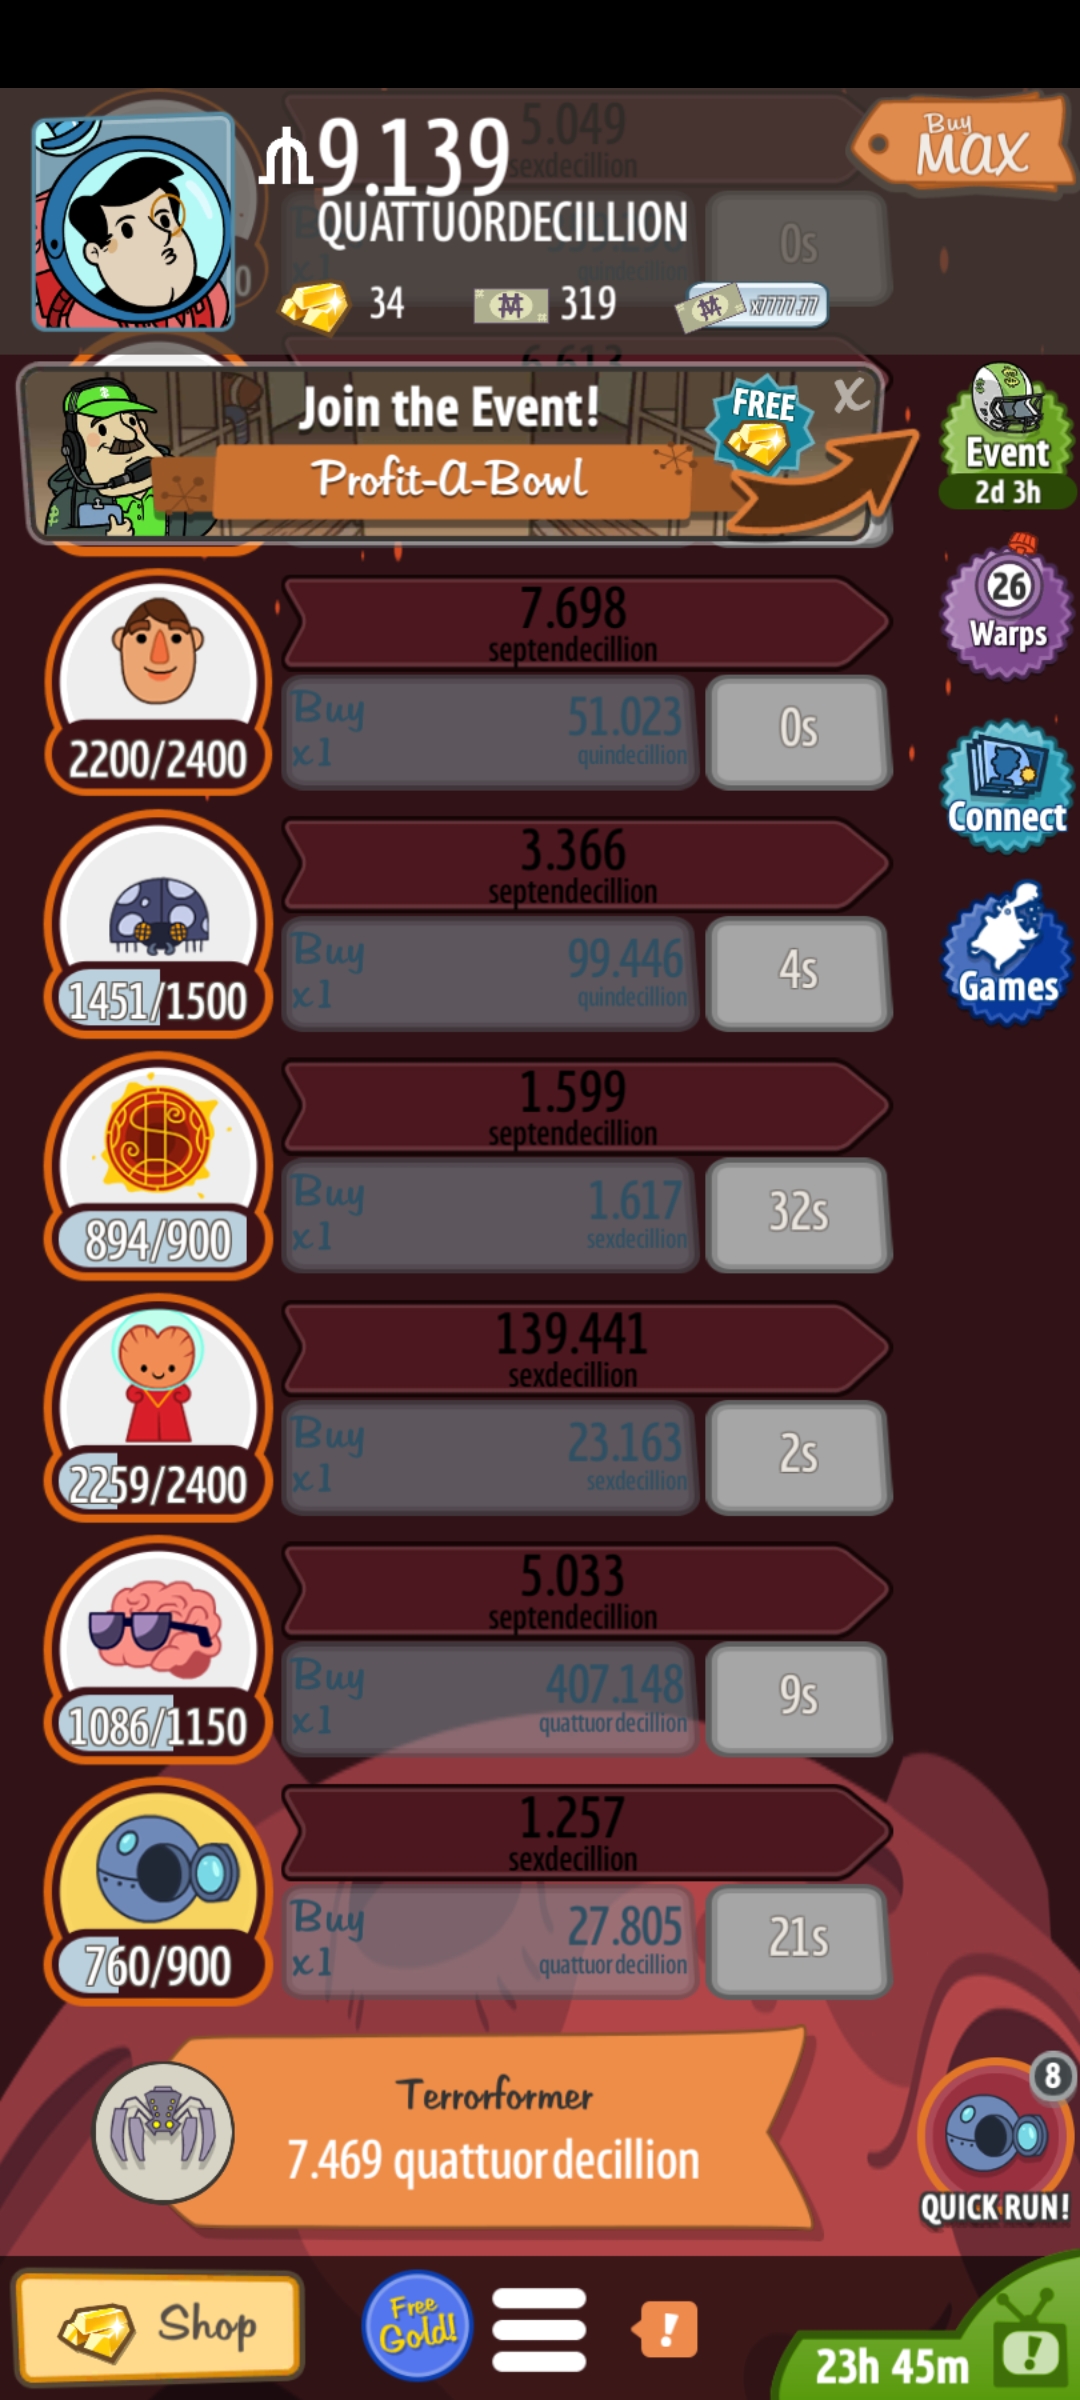 5.049
sexdecillion
9.139
QUATTUORDECILLION
Buy
MAX
0s
quindecillion
34
319
x7777.77
6.613
Join the Event!
FREE
X
Profit-A-Bowl
Event
2d 3h
26
Warps
Connect
Games
7.698
septendecillion
Buy
x1
51.023
quindecillion
0s
2200/2400
3.366
septendecillion
Buy
x1
99.446
quindecillion
4s
1451/1500
1.599
septendecillion
Buy
x1
1.617
sexdecillion
32s
894/900
139.441
sexdecillion
Buy
x1
23.163
sexdecillion
2s
2259/2400
5.033
septendecillion
Buy
x1
407.148
quattuordecillion
9s
1086/1150
1.257
sexdecillion
Buy
x1
27.805
quattuordecillion
21s
760/900
Terrorformer
7.469 quattuordecillion
8
QUICK RUN!
Shop
Free
Gold!
!
23h 45m
!